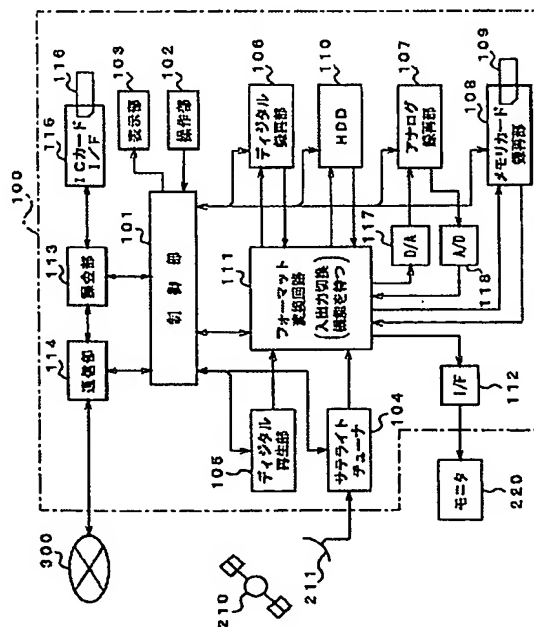 100
116
115
ICカード
I/F
103
表示部
102
操作部
113
照会部
101
制御部
114
通信部
300
106
ディジタル
録再部
110
HDD
107
アナログ
録再部
109
108
メモリカード
録再部
117
D/A
A/D
118
111
フォーマット
変換回路
(入出力切換
機能を持つ)
105
ディジタル
再生部
104
サテライト
チューナ
I/F
112
210
211
モニタ
220